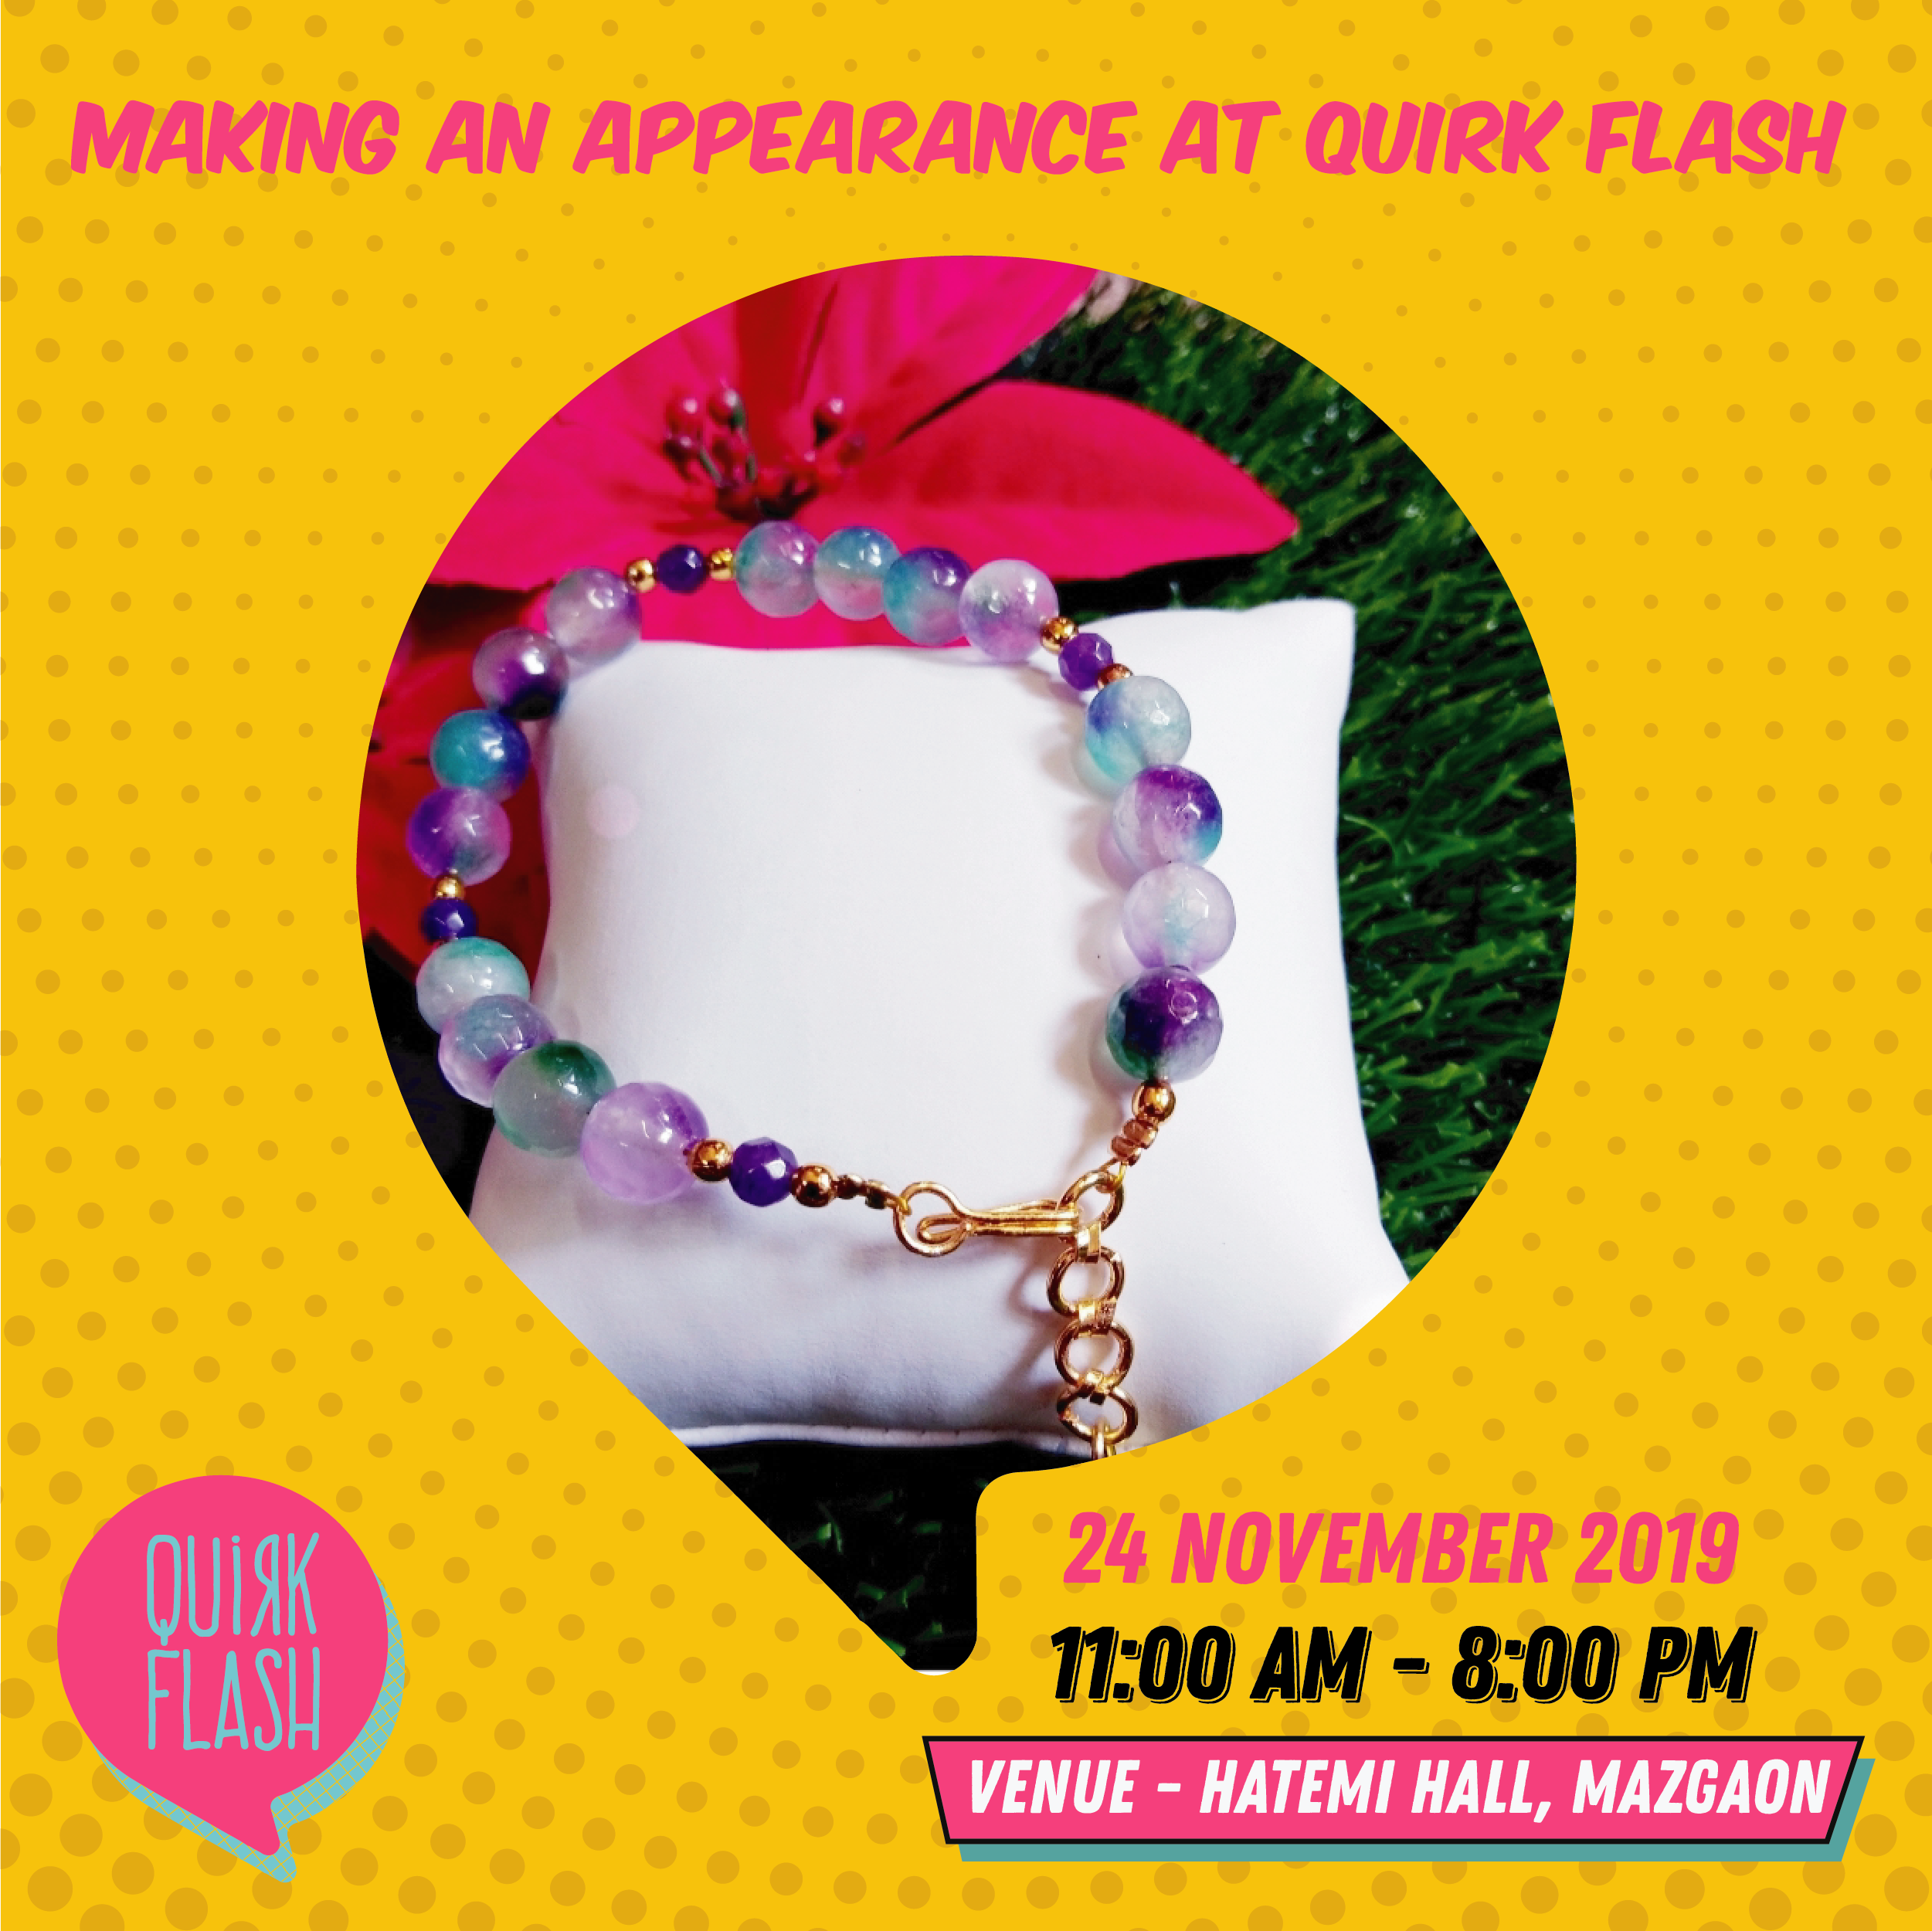 MAKING AN APPEARANCE AT QUIRK FLASH
24 NOVEMBER 2019
11:00 AM - 8:00 PM
VENUE - HATEMI HALL, MAZGAON
QUiRK
FLASH